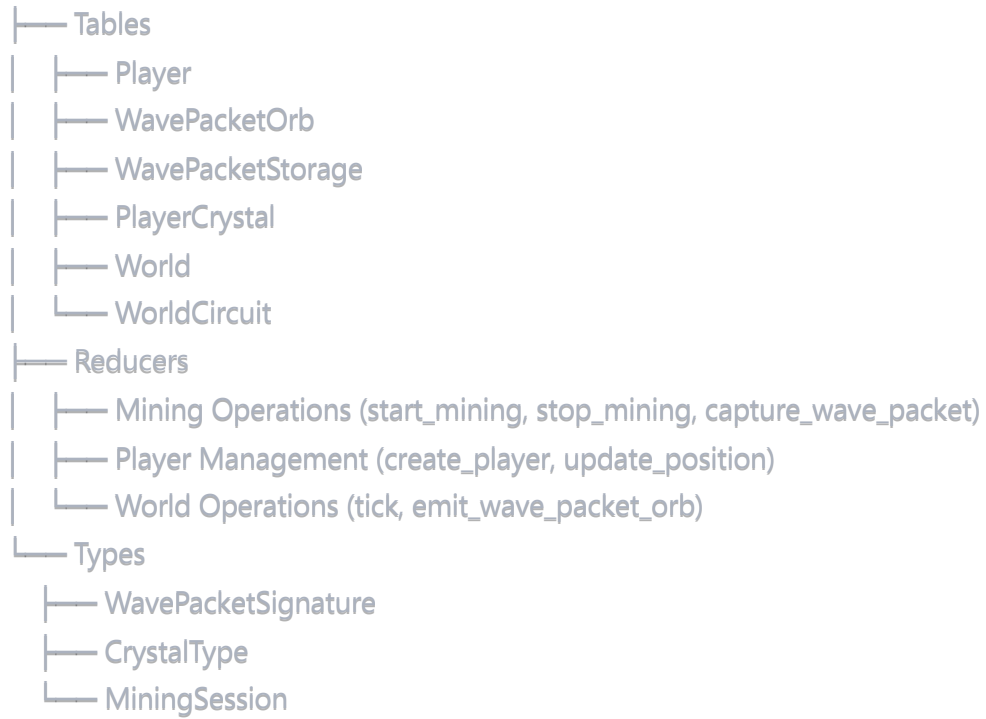 ├── Tables
│   ├── Player
│   ├── WavePacketOrb
│   ├── WavePacketStorage
│   ├── PlayerCrystal
│   ├── World
│   └── WorldCircuit
├── Reducers
│   ├── Mining Operations (start_mining, stop_mining, capture_wave_packet)
│   ├── Player Management (create_player, update_position)
│   └── World Operations (tick, emit_wave_packet_orb)
└── Types
    ├── WavePacketSignature
    ├── CrystalType
    └── MiningSession